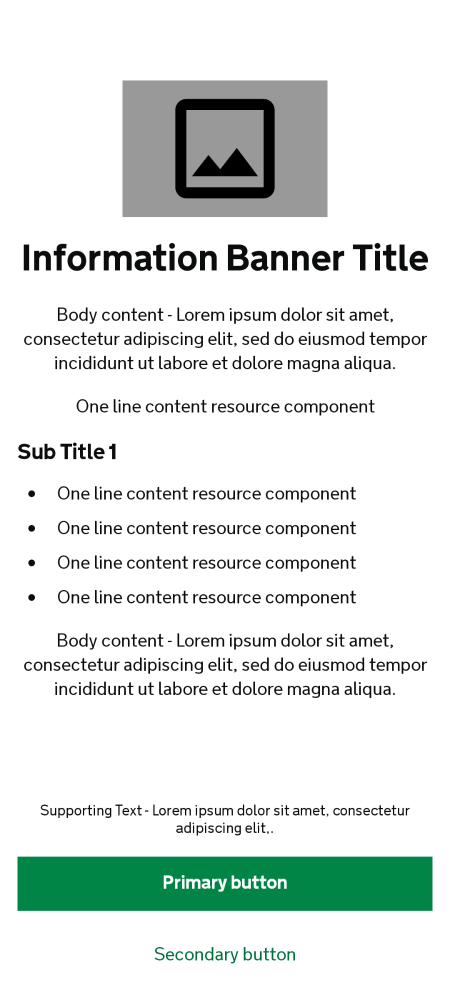 Information Banner Title
Body content - Lorem ipsum dolor sit amet,
consectetur adipiscing elit, sed do eiusmod tempor
incididunt ut labore et dolore magna aliqua.
One line content resource component
Sub Title 1
• One line content resource component
• One line content resource component
• One line content resource component
• One line content resource component
Body content - Lorem ipsum dolor sit amet,
consectetur adipiscing elit, sed do eiusmod tempor
incididunt ut labore et dolore magna aliqua.
Supporting Text - Lorem ipsum dolor sit amet, consectetur
adipiscing elit,.
Primary button
Secondary button